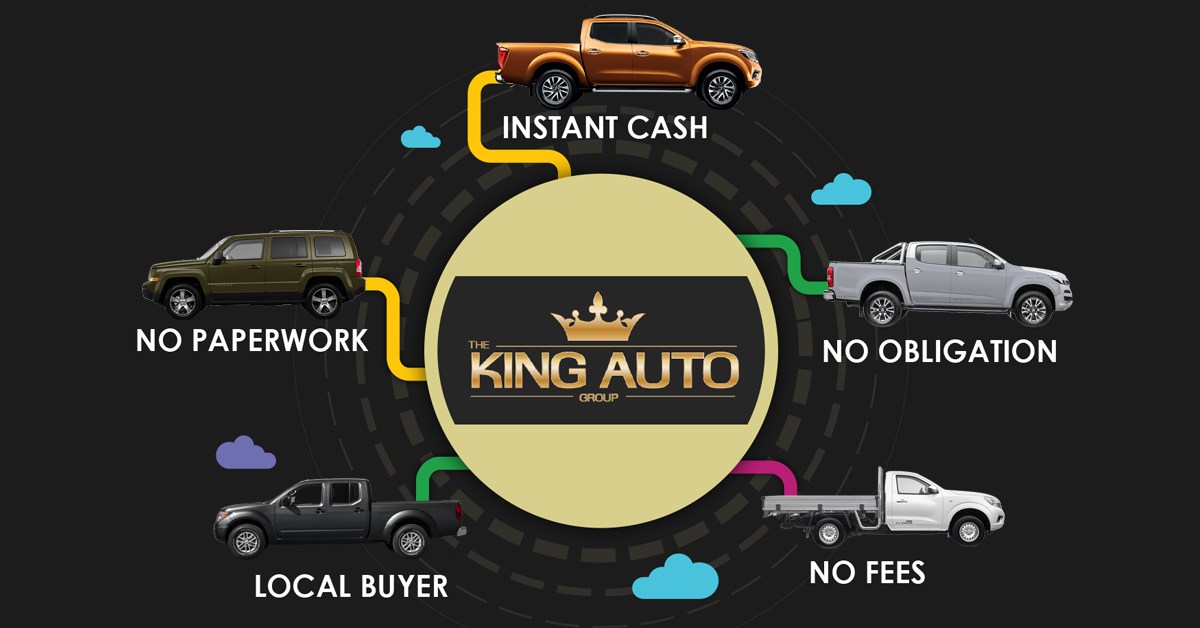 INSTANT CASH
NO PAPERWORK
NO OBLIGATION
THE
KING AUTO
GROUP
LOCAL BUYER
NO FEES